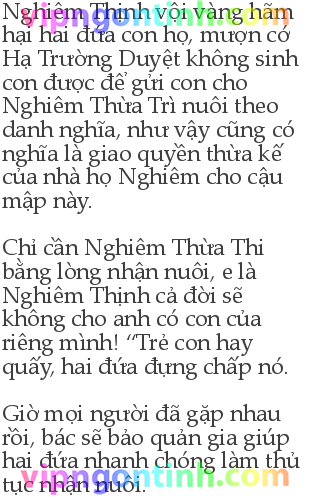 Nghiêm Thịnh vội vàng hãm
hại hai đứa con họ, mượn cớ
Hạ Trường Duyệt không sinh
con được để gửi con cho
Nghiêm Thừa Trì nuôi theo
danh nghĩa, như vậy cũng có
nghĩa là giao quyền thừa kế
của nhà họ Nghiêm cho cậu
mập này.
Chỉ cần Nghiêm Thừa Thi
bằng lòng nhận nuôi, e là
Nghiêm Thịnh cả đời sẽ
không cho anh có con của
riêng mình! “Trẻ con hay
quấy, hai đứa đựng chấp nó.
Giờ mọi người đã gặp nhau
rồi, bác sẽ bảo quản gia giúp
hai đứa nhanh chóng làm thủ
tục nhận nuôi.
vipngontinh.com
vipngontinh.com